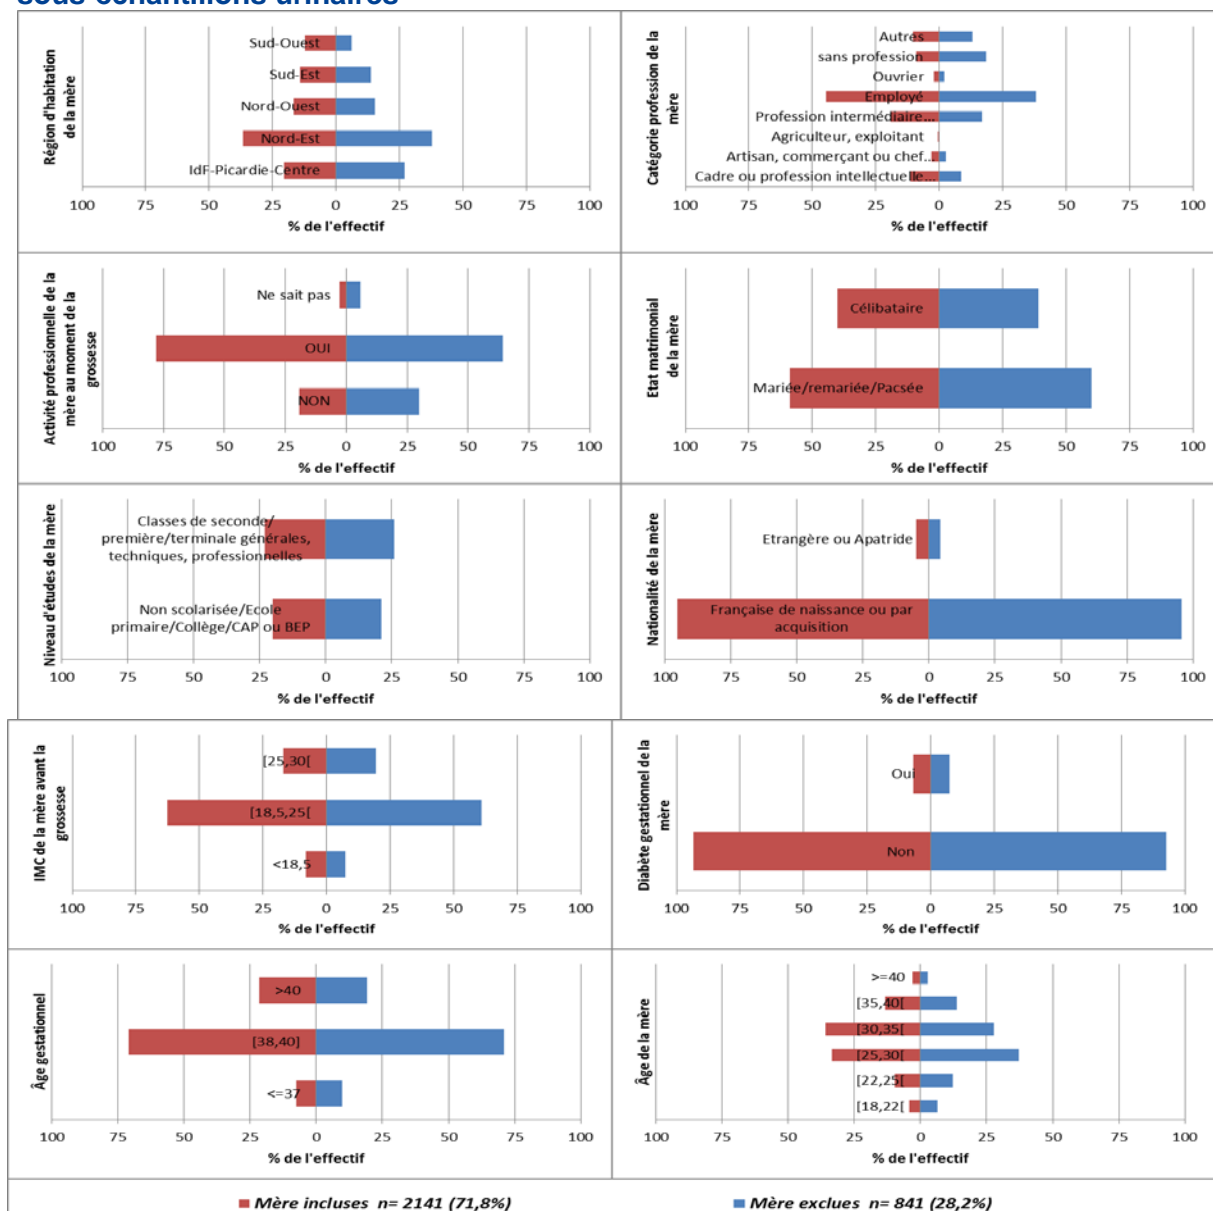 sous-échantillons urinaires
Région d'habitation
de la mère
Sud-Ouest
Sud-Est
Nord-Ouest
Nord-Est
IdF-Picardie-Centre
100 75 50 25 0 25 50 75 100
% de l'effectif
Catégorie profession de la
mère
Autres
sans profession
Ouvrier
Employé
Profession intermédiaire...
Agriculteur, exploitant
Artisan, commerçant ou chef...
Cadre ou profession intellectuelle...
100 75 50 25 0 25 50 75 100
% de l'effectif
Activité professionnelle de la
mère au moment de la
grossesse
Ne sait pas
OUI
NON
100 75 50 25 0 25 50 75 100
% de l'effectif
Etat matrimonial
de la mère
Célibataire
Mariée/remariée/Pacsée
100 75 50 25 0 25 50 75 100
% de l'effectif
Niveau d'études de la mère
Classes de seconde/
première/terminale générales,
techniques, professionnelles
Non scolarisée/Ecole
primaire/Collège/CAP ou BEP
100 75 50 25 0 25 50 75 100
% de l'effectif
Nationalité de la mère
Etrangère ou Apatride
Française de naissance ou par
acquisition
100 75 50 25 0 25 50 75 100
% de l'effectif
IMC de la mère avant la
grossesse
[25,30[
[18,5,25[
<18,5
100 75 50 25 0 25 50 75 100
% de l'effectif
Diabète gestationnel de la
mère
Oui
Non
100 75 50 25 0 25 50 75 100
% de l'effectif
Âge gestationnel
>40
[38,40]
<=37
100 75 50 25 0 25 50 75 100
% de l'effectif
Âge de la mère
>=40
[35,40[
[30,35[
[25,30[
[22,25[
[18,22[
100 75 50 25 0 25 50 75 100
% de l'effectif
Mère incluses n= 2141 (71,8%)
Mère exclues n= 841 (28,2%)